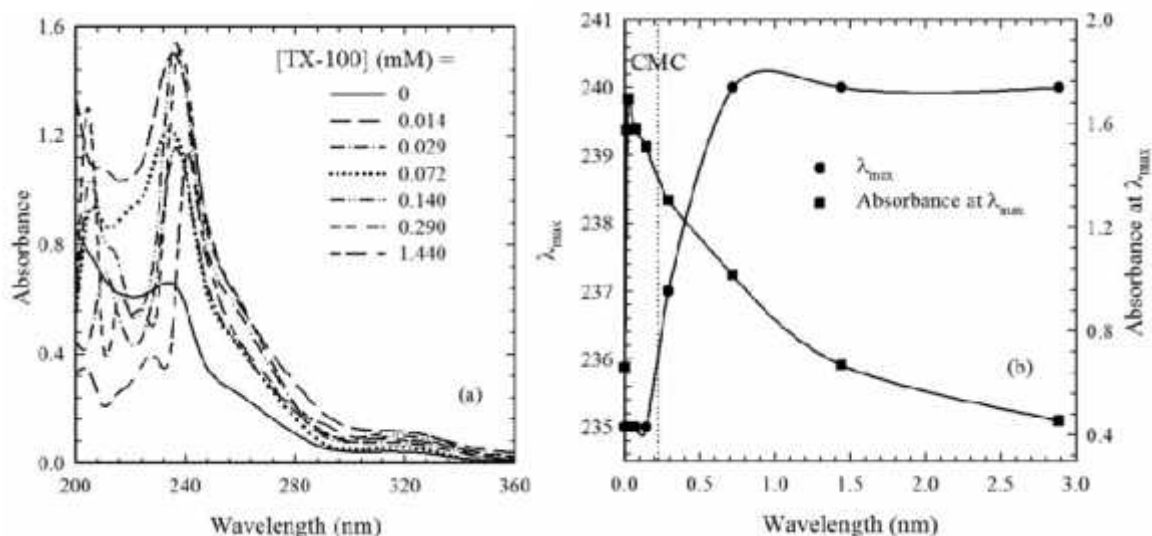 1.6
1.2
0.8
0.4
0.0
Absorbance
[TX-100] (mM) =
0
0.014
0.029
0.072
0.140
0.290
1.440
(a)
200 240 280 320 360
Wavelength (nm)
241
240
239
238
237
236
235
λmax
CMC
λmax
Absorbance at λmax
(b)
2.0
1.6
1.2
0.8
0.4
Absorbance at λmax
0.0 0.5 1.0 1.5 2.0 2.5 3.0
Wavelength (nm)